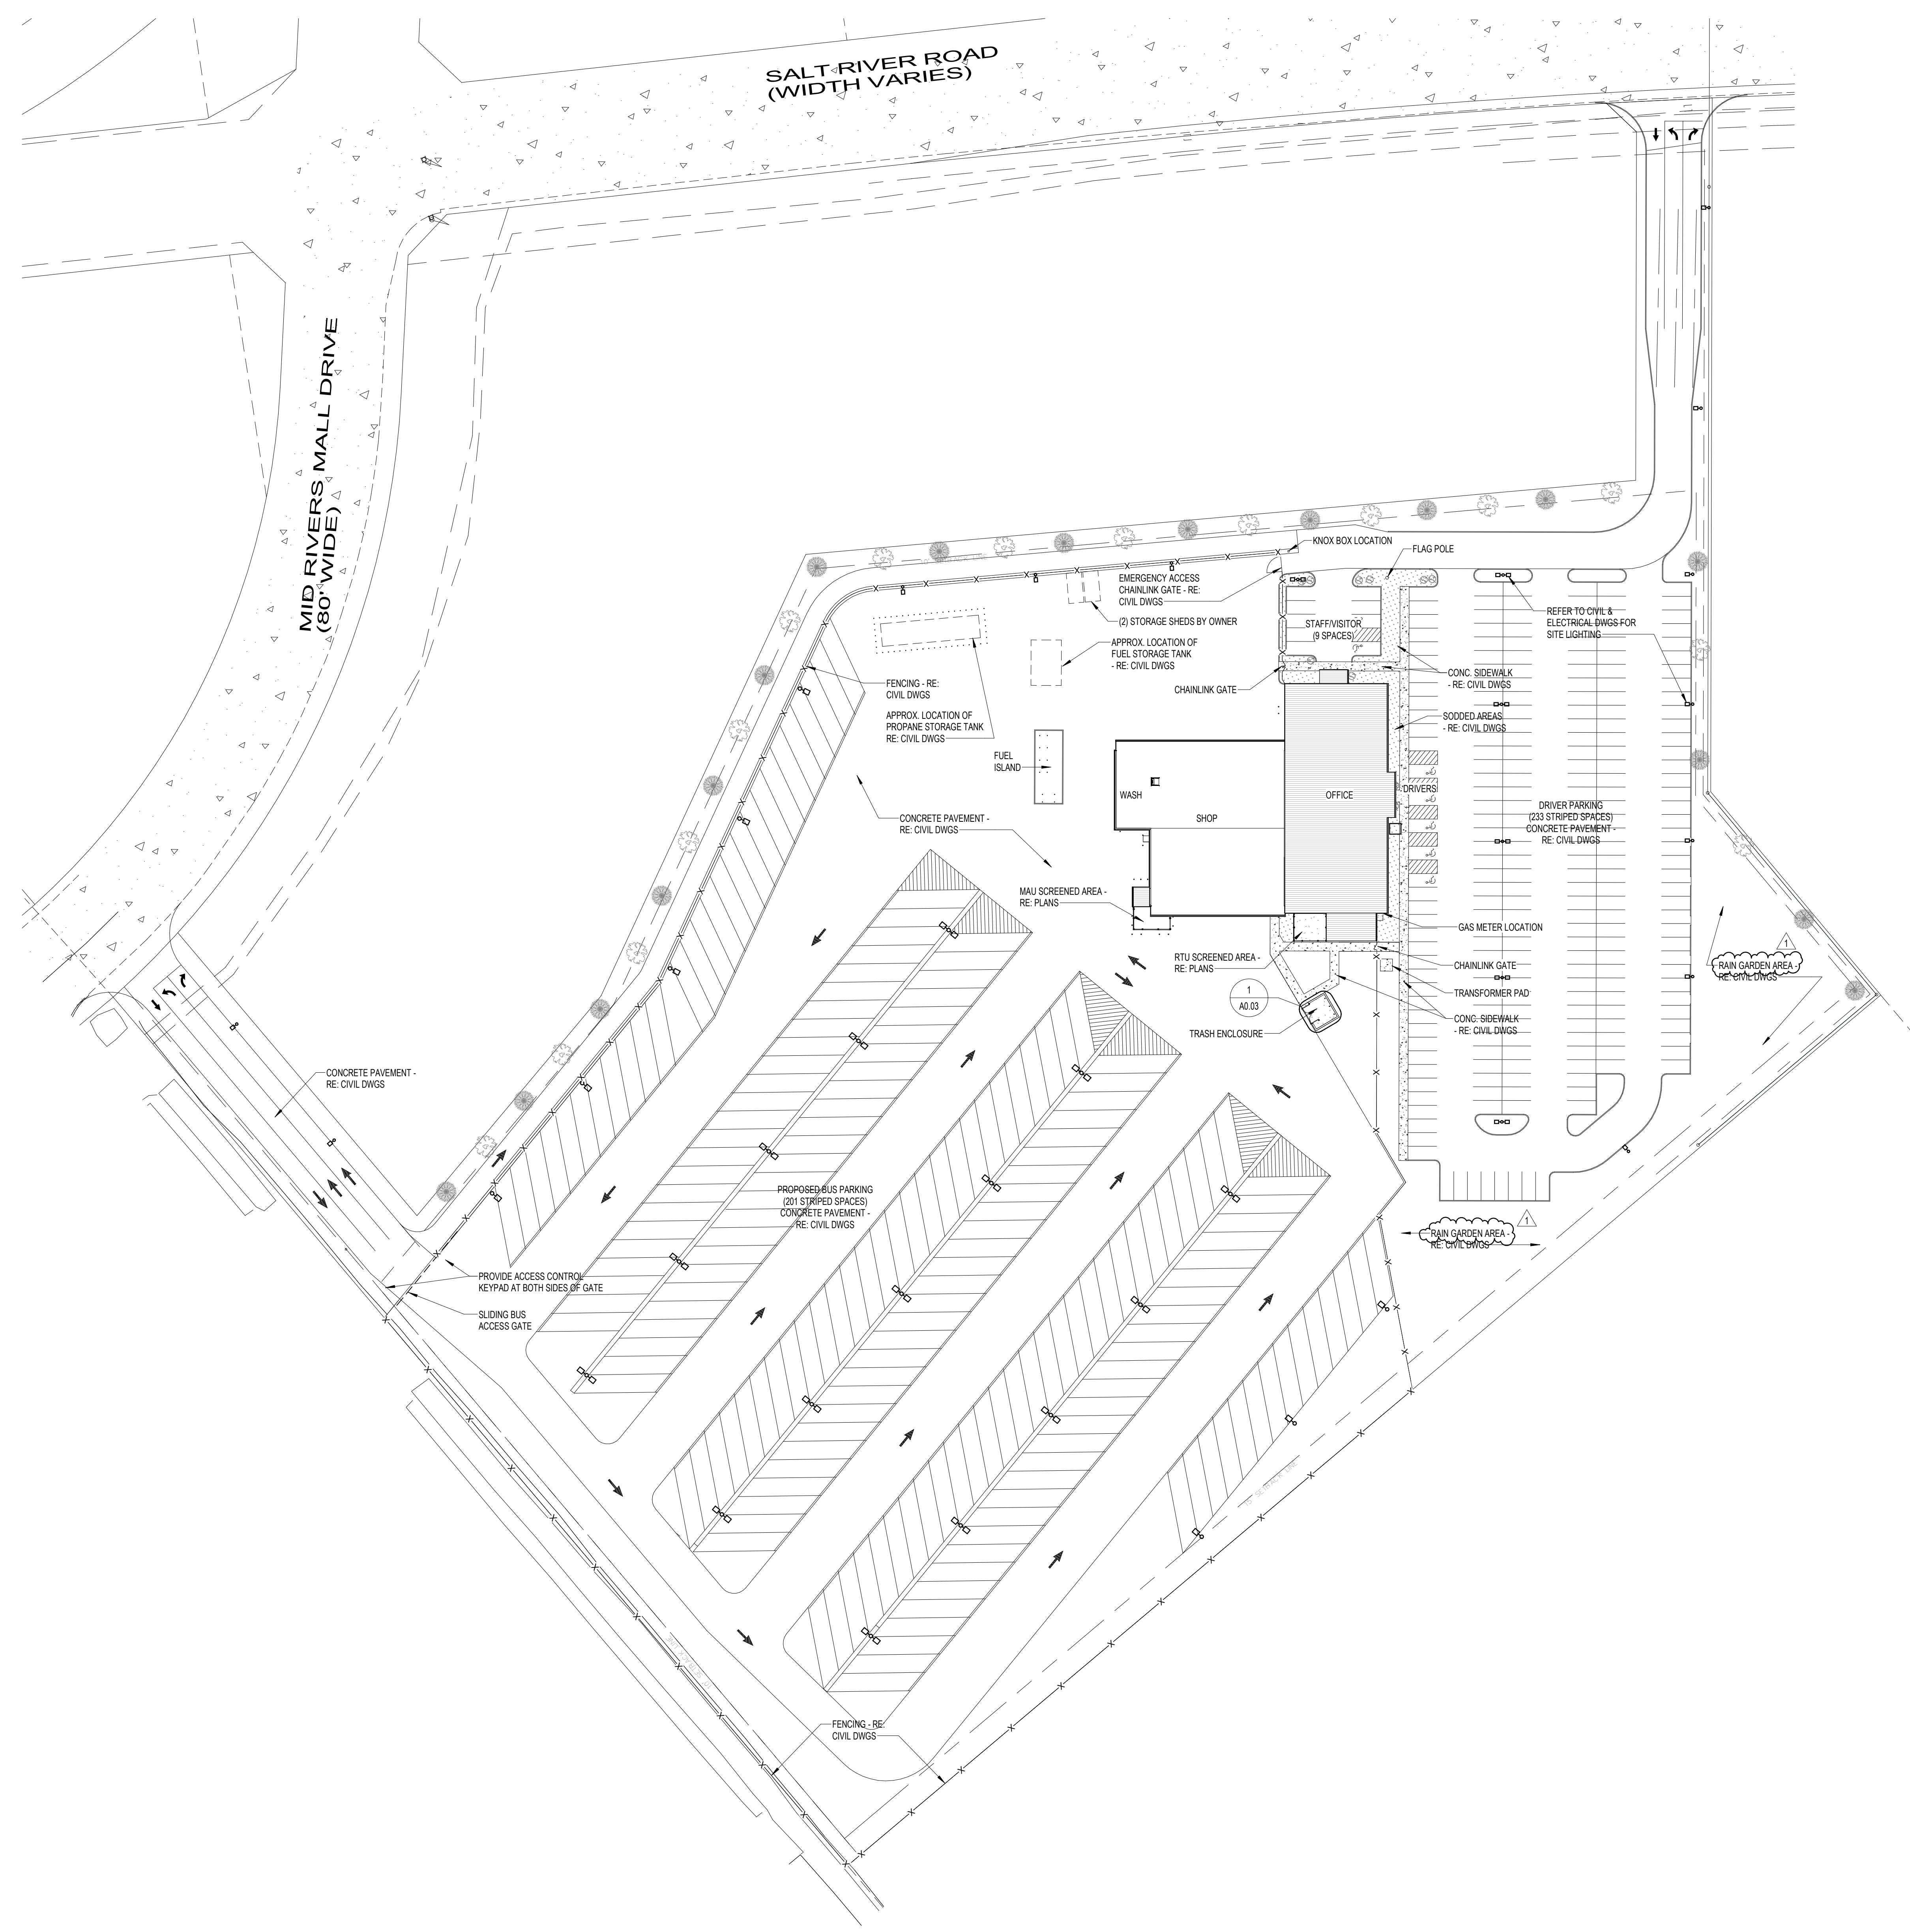 SALT RIVER ROAD
(WIDTH VARIES)
MID RIVERS MALL DRIVE
(80' WIDE)
KNOX BOX LOCATION
FLAG POLE
EMERGENCY ACCESS
CHAINLINK GATE - RE:
CIVIL DWGS
(2) STORAGE SHEDS BY OWNER
APPROX. LOCATION OF
FUEL STORAGE TANK
- RE: CIVIL DWGS
CHAINLINK GATE
STAFF/VISITOR
(9 SPACES)
REFER TO CIVIL &
ELECTRICAL DWGS FOR
SITE LIGHTING
CONC. SIDEWALK
- RE: CIVIL DWGS
SODDED AREAS
- RE: CIVIL DWGS
FENCING - RE:
CIVIL DWGS
APPROX. LOCATION OF
PROPANE STORAGE TANK
RE: CIVIL DWGS
FUEL
ISLAND
WASH
SHOP
OFFICE
DRIVERS
DRIVER PARKING
(233 STRIPED SPACES)
CONCRETE PAVEMENT -
RE: CIVIL DWGS
CONCRETE PAVEMENT -
RE: CIVIL DWGS
MAU SCREENED AREA -
RE: PLANS
GAS METER LOCATION
RTU SCREENED AREA -
RE: PLANS
CHAINLINK GATE
TRANSFORMER PAD
CONC. SIDEWALK
- RE: CIVIL DWGS
1
A0.03
TRASH ENCLOSURE
1
RAIN GARDEN AREA -
RE: CIVIL DWGS
CONCRETE PAVEMENT -
RE: CIVIL DWGS
PROPOSED BUS PARKING
(201 STRIPED SPACES)
CONCRETE PAVEMENT -
RE: CIVIL DWGS
1
RAIN GARDEN AREA -
RE: CIVIL DWGS
PROVIDE ACCESS CONTROL
KEYPAD AT BOTH SIDES OF GATE
SLIDING BUS
ACCESS GATE
FENCING - RE:
CIVIL DWGS